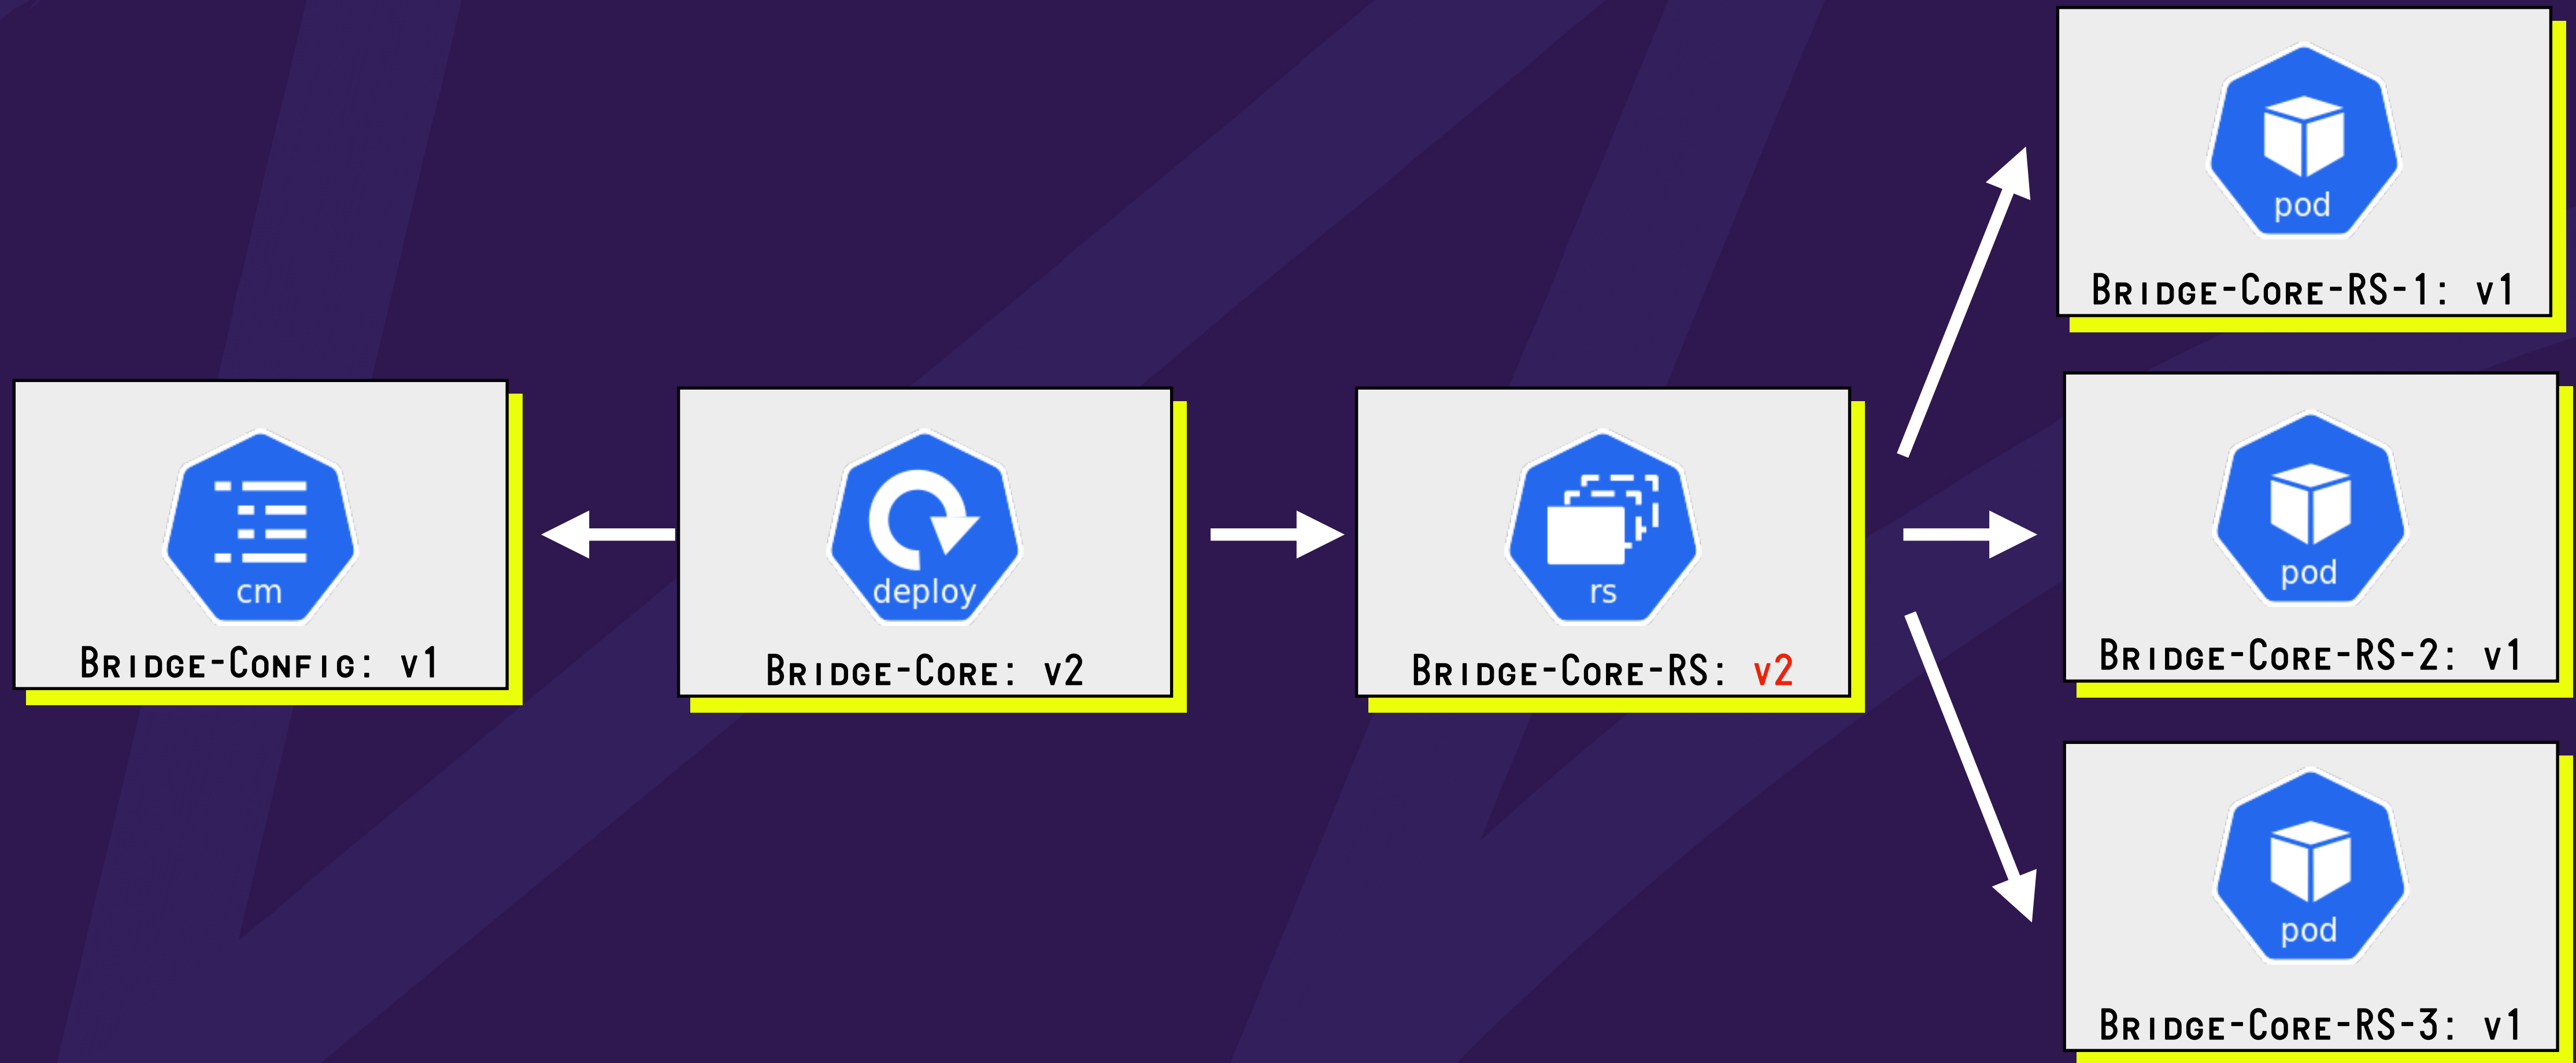 cm
Bridge-Config: v1
deploy
Bridge-Core: v2
rs
Bridge-Core-RS: v2
pod
Bridge-Core-RS-1: v1
pod
Bridge-Core-RS-2: v1
pod
Bridge-Core-RS-3: v1